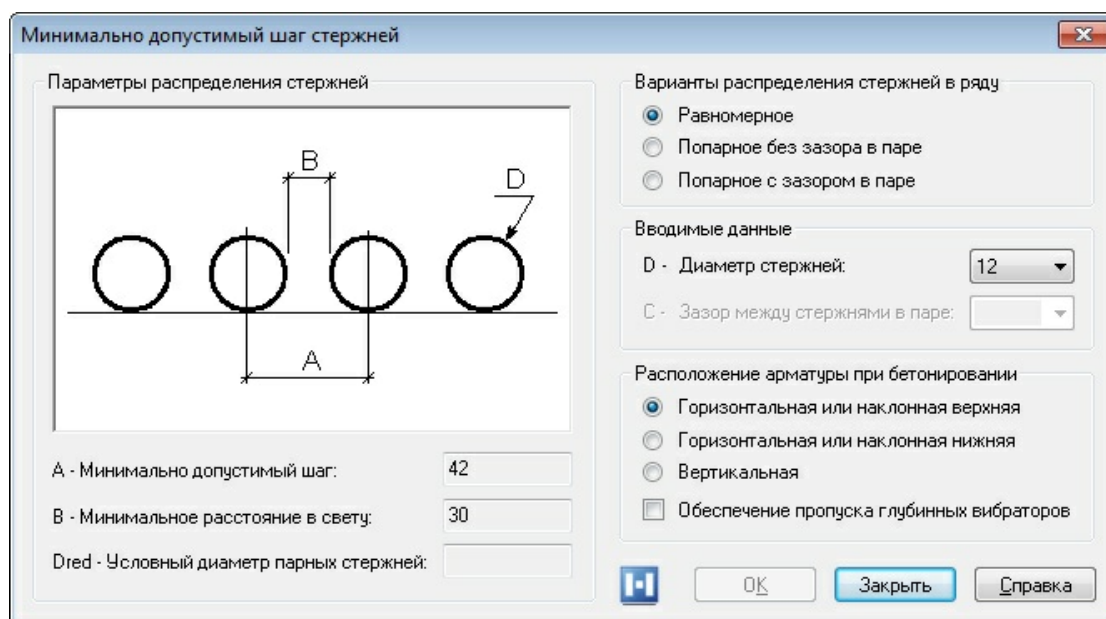 Минимально допустимый шаг стержней
Параметры распределения стержней
B
D
A
A - Минимально допустимый шаг: 42
B - Минимальное расстояние в свету: 30
Dred - Условный диаметр парных стержней:
Варианты распределения стержней в ряду
Равномерное
Попарное без зазора в паре
Попарное с зазором в паре
Вводимые данные
D - Диаметр стержней: 12
C - Зазор между стержнями в паре:
Расположение арматуры при бетонировании
Горизонтальная или наклонная верхняя
Горизонтальная или наклонная нижняя
Вертикальная
Обеспечение пропуска глубинных вибраторов
OK Закрыть Справка